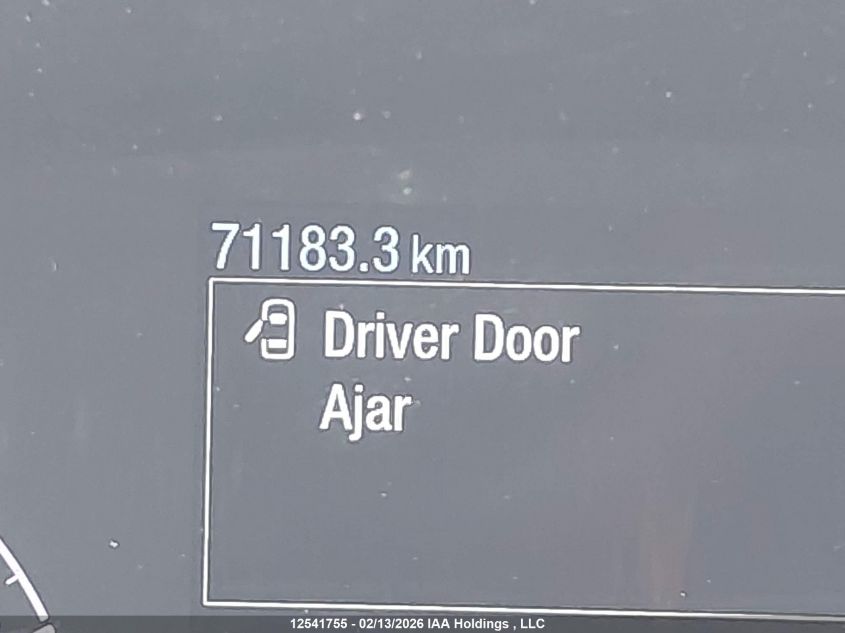 71183.3 km
Driver Door
Ajar
12541755 - 02/13/2026 IAA Holdings , LLC